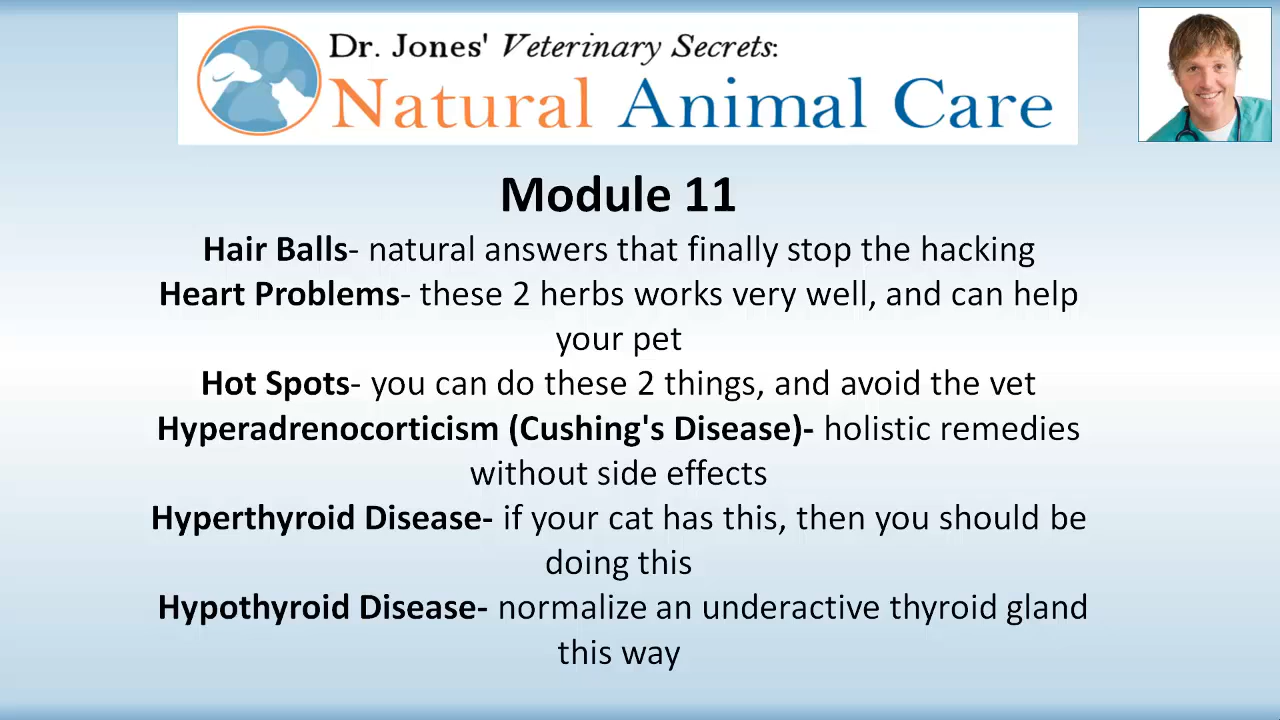 Dr. Jones' Veterinary Secrets:
Natural Animal Care
Module 11
Hair Balls- natural answers that finally stop the hacking
Heart Problems- these 2 herbs works very well, and can help
your pet
Hot Spots- you can do these 2 things, and avoid the vet
Hyperadrenocorticism (Cushing's Disease)- holistic remedies
without side effects
Hyperthyroid Disease- if your cat has this, then you should be
doing this
Hypothyroid Disease- normalize an underactive thyroid gland
this way